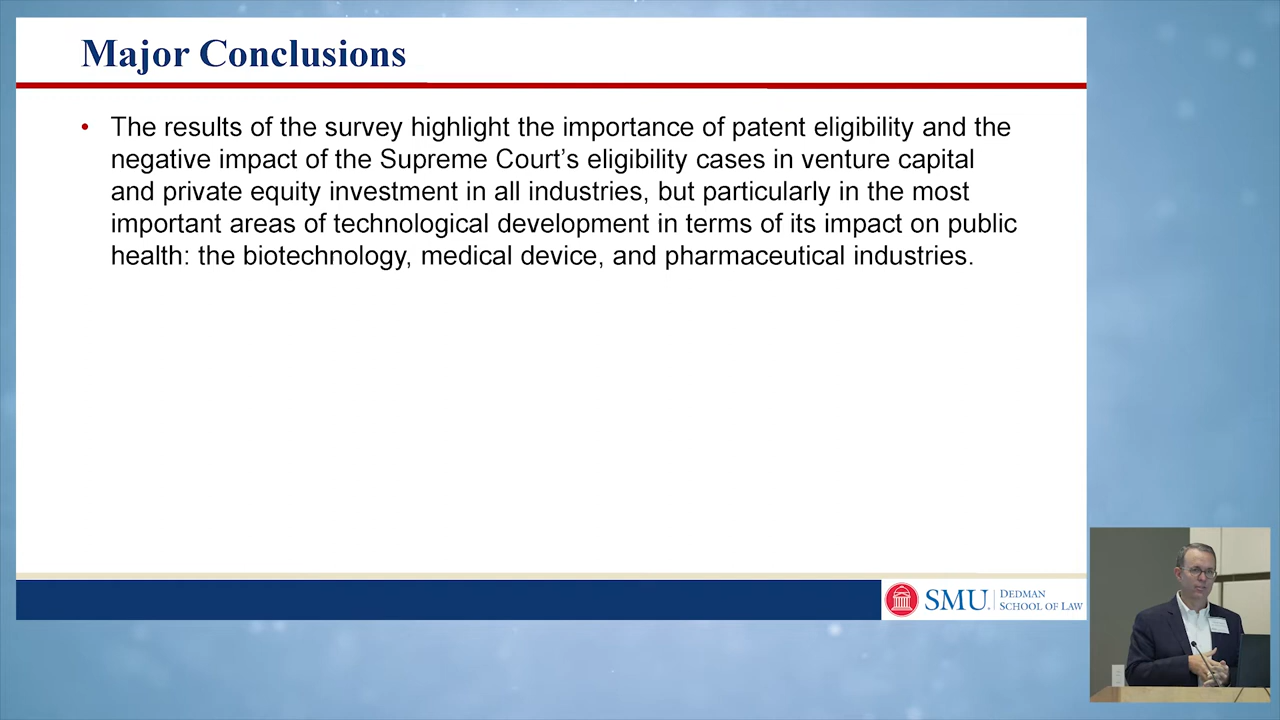 Major Conclusions
• The results of the survey highlight the importance of patent eligibility and the
negative impact of the Supreme Court’s eligibility cases in venture capital
and private equity investment in all industries, but particularly in the most
important areas of technological development in terms of its impact on public
health: the biotechnology, medical device, and pharmaceutical industries.
SMU. DEDMAN
SCHOOL OF LAW